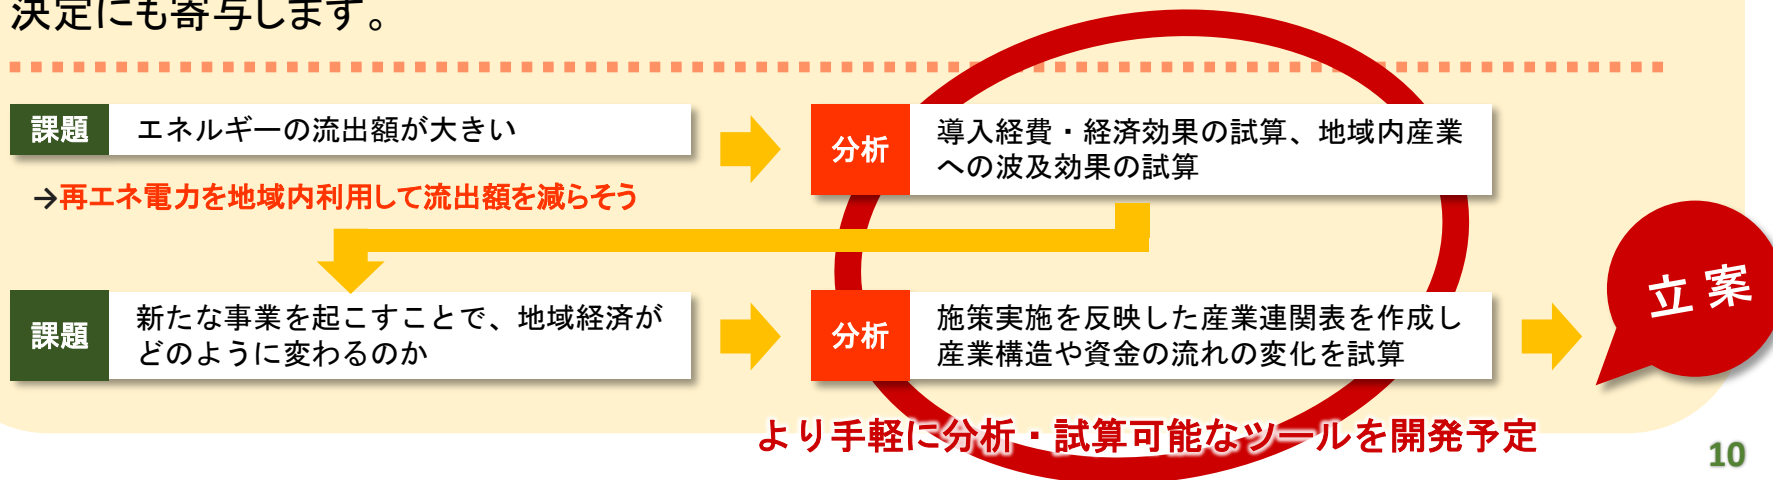 決定にも寄与します。
課題
エネルギーの流出額が大きい
→再エネ電力を地域内利用して流出額を減らそう
分析
導入経費・経済効果の試算、地域内産業
への波及効果の試算
課題
新たな事業を起こすことで、地域経済が
どのように変わるのか
分析
施策実施を反映した産業連関表を作成し
産業構造や資金の流れの変化を試算
立案
より手軽に分析・試算可能なツールを開発予定
10